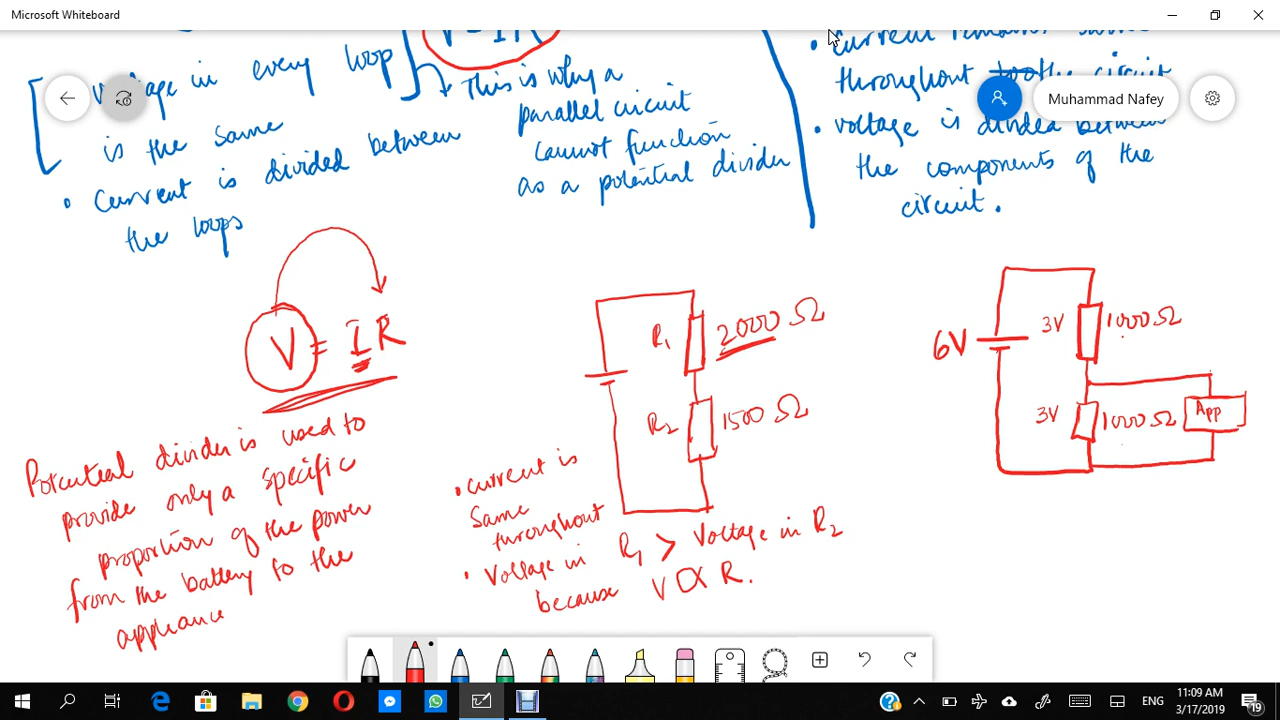 Microsoft Whiteboard
Muhammad Nafey
voltage in every loop
is the same
• Current is divided between
the loops
V = IR
This is why a
parallel circuit
cannot function
as a potential divider
• Current remains same
throughout the circuit
• voltage is divided between
the components of the
circuit.
V = IR
Potential divider is used to
provide only a specific
proportion of the power
from the battery to the
appliance
R1 2000 Ω
R2 1500 Ω
• current is
same
throughout
• Voltage in R1 > Voltage in R2
because V ∝ R.
6V
3V 1000 Ω
3V 1000 Ω
App
ENG
11:09 AM
3/17/2019
19